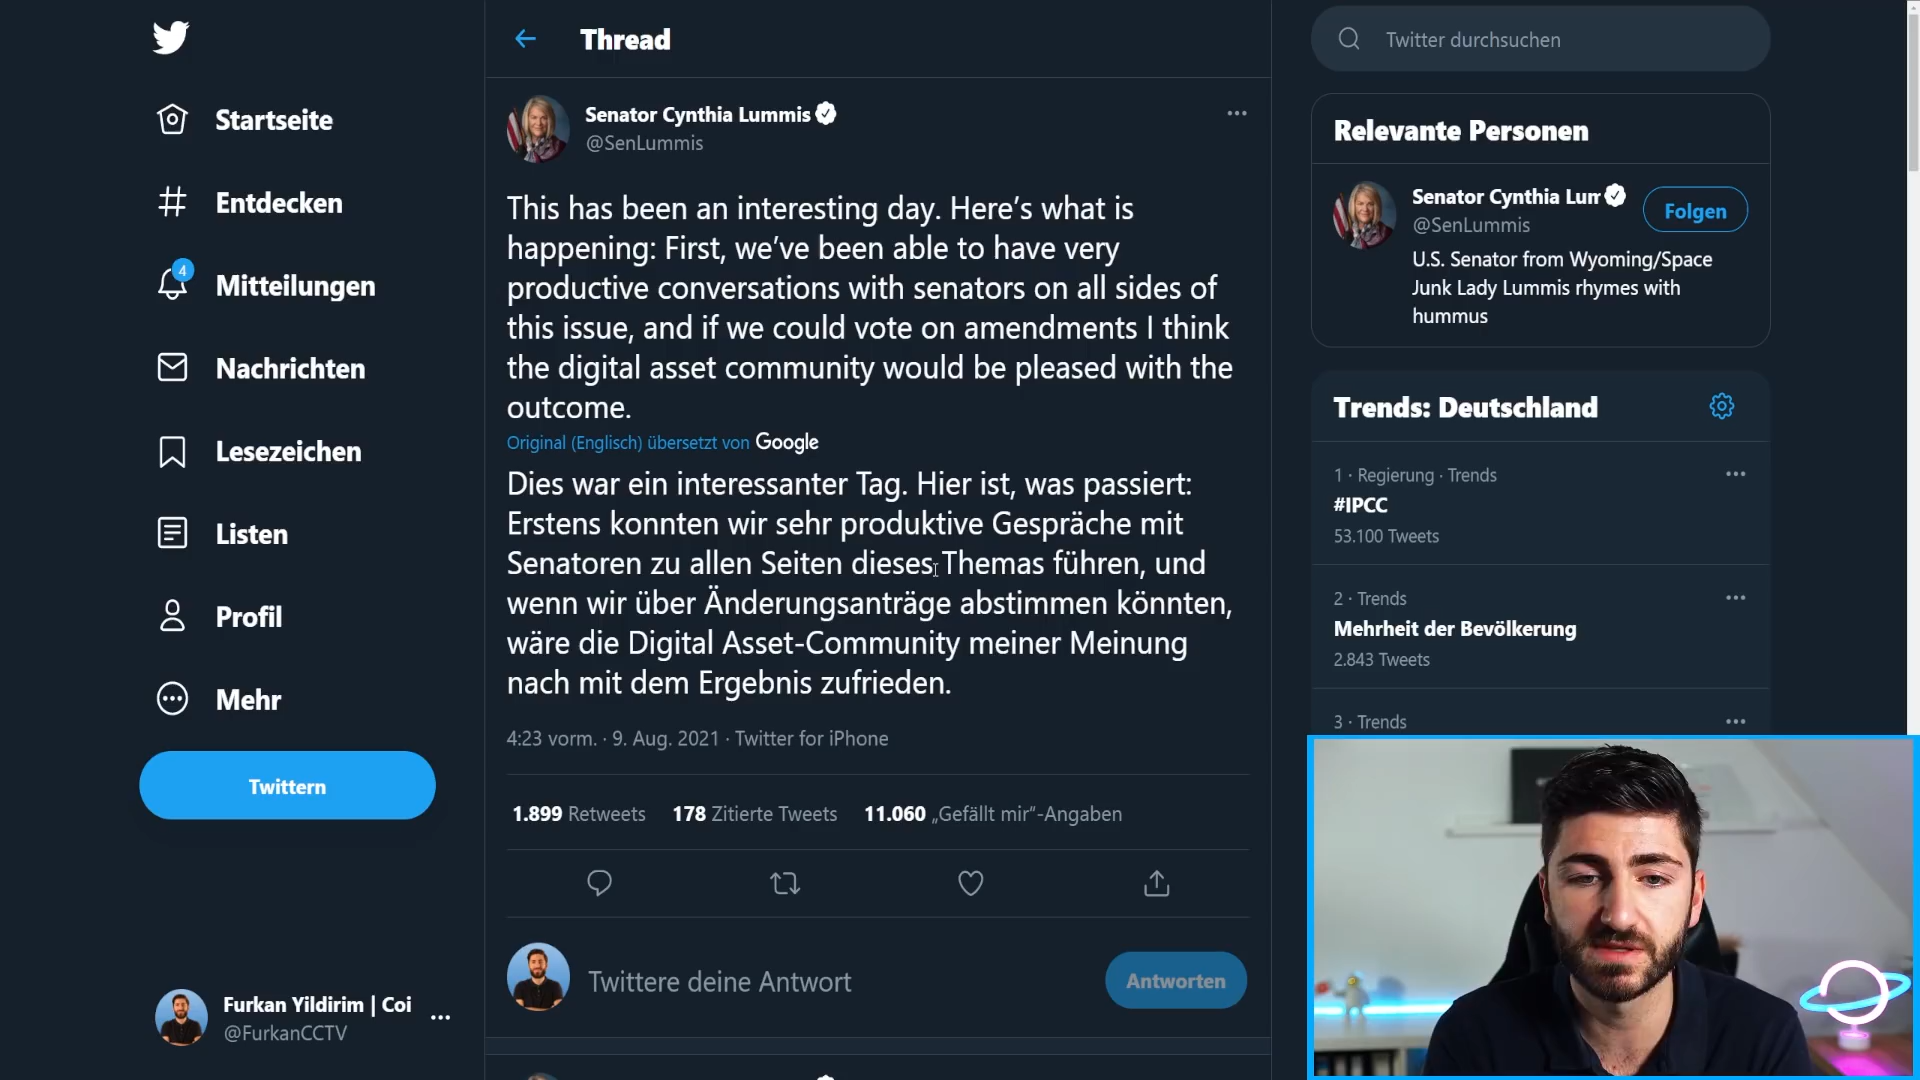 Startseite
Entdecken
4
Mitteilungen
Nachrichten
Lesezeichen
Listen
Profil
Mehr
Twittern
Furkan Yildirim | Coi
@FurkanCCTV
Thread
Senator Cynthia Lummis
@SenLummis
This has been an interesting day. Here’s what is
happening: First, we’ve been able to have very
productive conversations with senators on all sides of
this issue, and if we could vote on amendments I think
the digital asset community would be pleased with the
outcome.
Original (Englisch) übersetzt von Google
Dies war ein interessanter Tag. Hier ist, was passiert:
Erstens konnten wir sehr produktive Gespräche mit
Senatoren zu allen Seiten dieses Themas führen, und
wenn wir über Änderungsanträge abstimmen könnten,
wäre die Digital Asset-Community meiner Meinung
nach mit dem Ergebnis zufrieden.
4:23 vorm. · 9. Aug. 2021 · Twitter for iPhone
1.899 Retweets 178 Zitierte Tweets 11.060 „Gefällt mir“-Angaben
Twittere deine Antwort
Antworten
Twitter durchsuchen
Relevante Personen
Senator Cynthia Lum
@SenLummis
Folgen
U.S. Senator from Wyoming/Space
Junk Lady Lummis rhymes with
hummus
Trends: Deutschland
1 · Regierung · Trends
#IPCC
53.100 Tweets
2 · Trends
Mehrheit der Bevölkerung
2.843 Tweets
3 · Trends